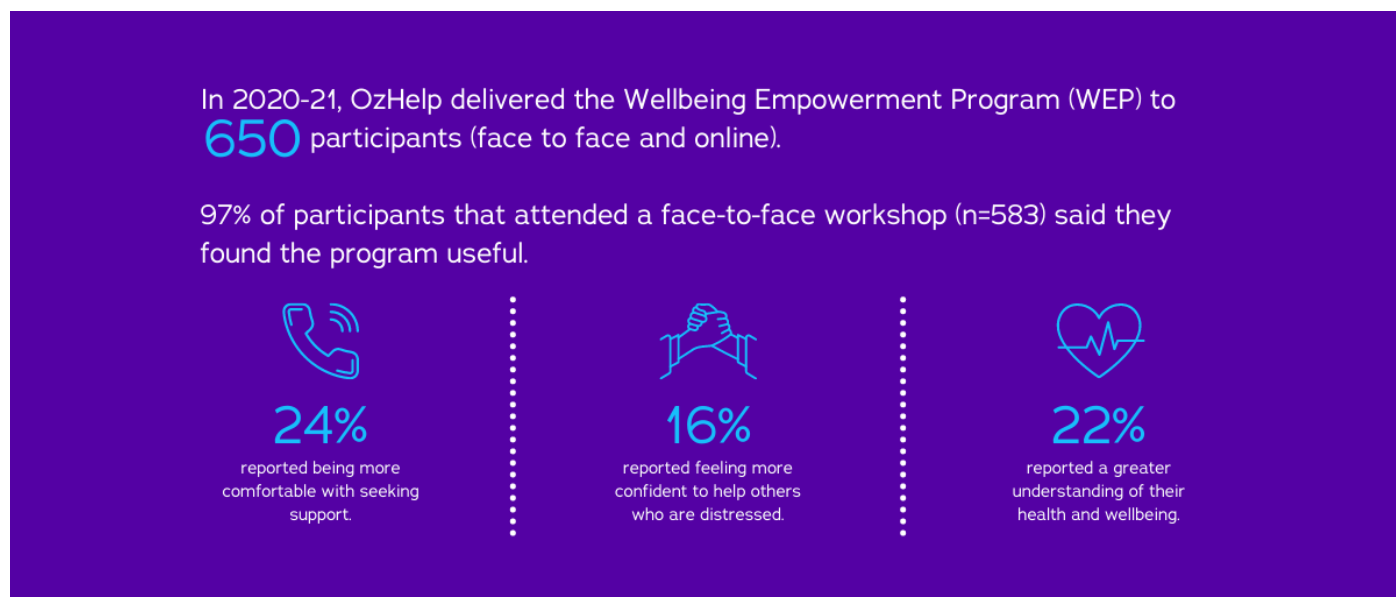 In 2020-21, OzHelp delivered the Wellbeing Empowerment Program (WEP) to
650 participants (face to face and online).
97% of participants that attended a face-to-face workshop (n=583) said they
found the program useful.
24%
reported being more
comfortable with seeking
support.
16%
reported feeling more
confident to help others
who are distressed.
22%
reported a greater
understanding of their
health and wellbeing.